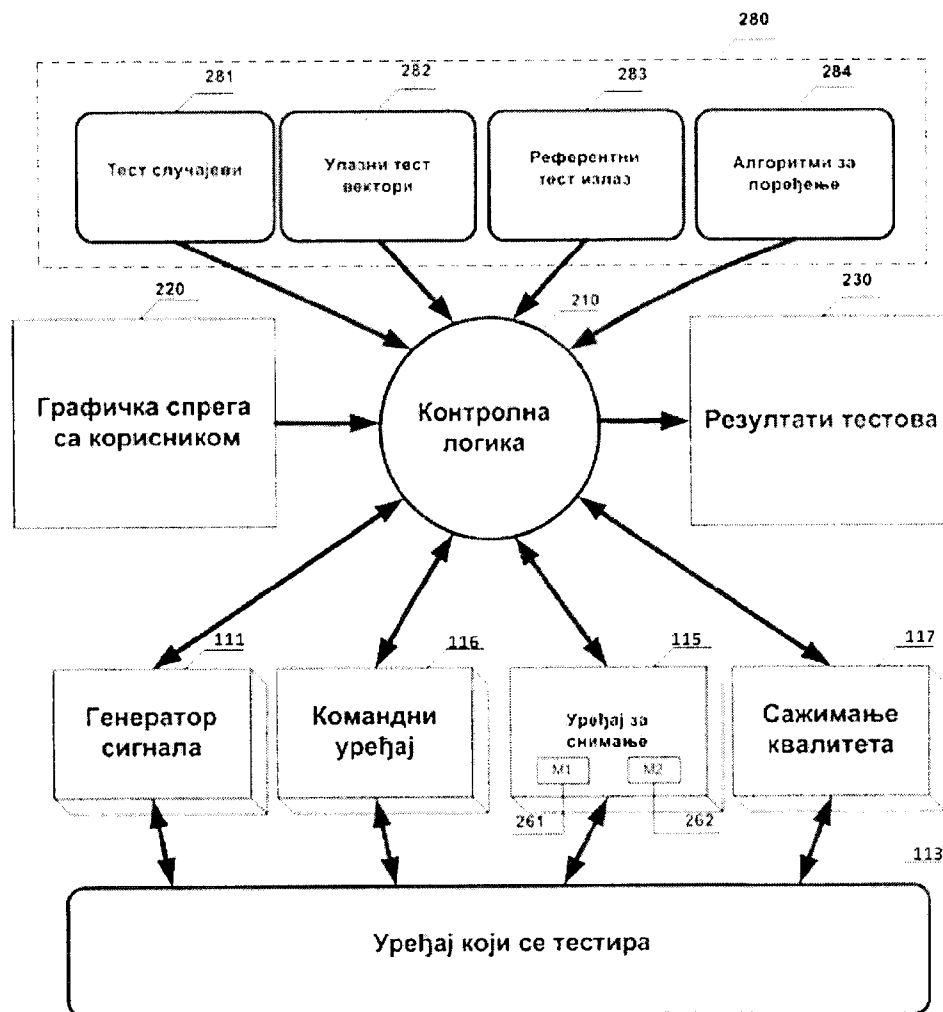 280
281
282
283
284
Тест случајеви
Улазни тест
вектори
Референтни
тест излаз
Алгоритми за
поређење
220
210
230
Графичка спрега
са корисником
Контролна
логика
Резултати тестова
111
116
115
117
Генератор
сигнала
Командни
уређај
Уређај за
снимање
М1
М2
Сажимање
квалитета
261
262
113
Уређај који се тестира